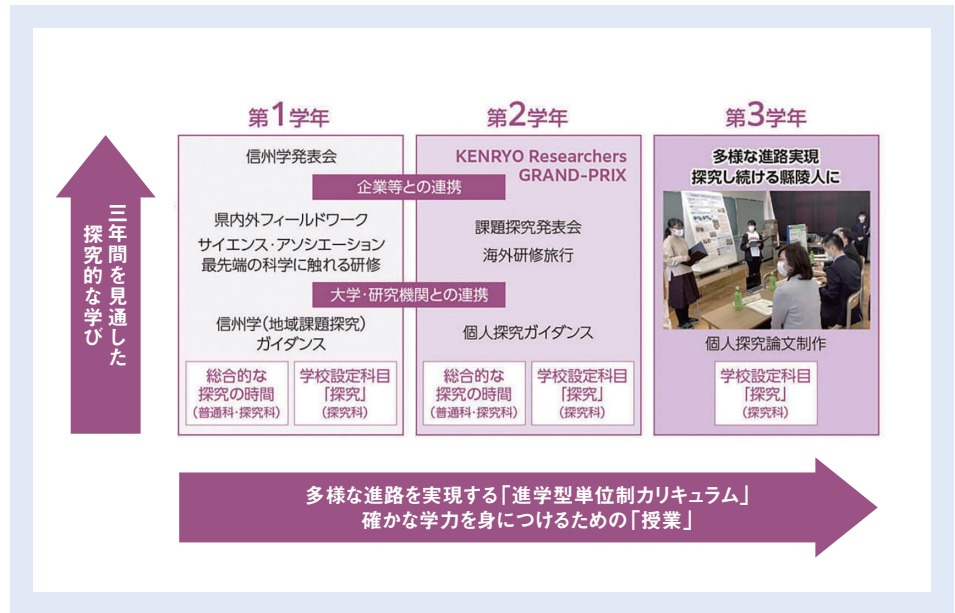 三年間を見通した
探究的な学び
第1学年
信州学発表会
企業等との連携
県内外フィールドワーク
サイエンス・アソシエーション
最先端の科学に触れる研修
大学・研究機関との連携
信州学(地域課題探究)
ガイダンス
総合的な
探究の時間
(普通科・探究科)
学校設定科目
「探究」
(探究科)
第2学年
KENRYO Researchers
GRAND-PRIX
課題探究発表会
海外研修旅行
個人探究ガイダンス
総合的な
探究の時間
(普通科・探究科)
学校設定科目
「探究」
(探究科)
第3学年
多様な進路実現
探究し続ける縣陵人に
個人探究論文制作
学校設定科目
「探究」
(探究科)
多様な進路を実現する「進学型単位制カリキュラム」
確かな学力を身につけるための「授業」